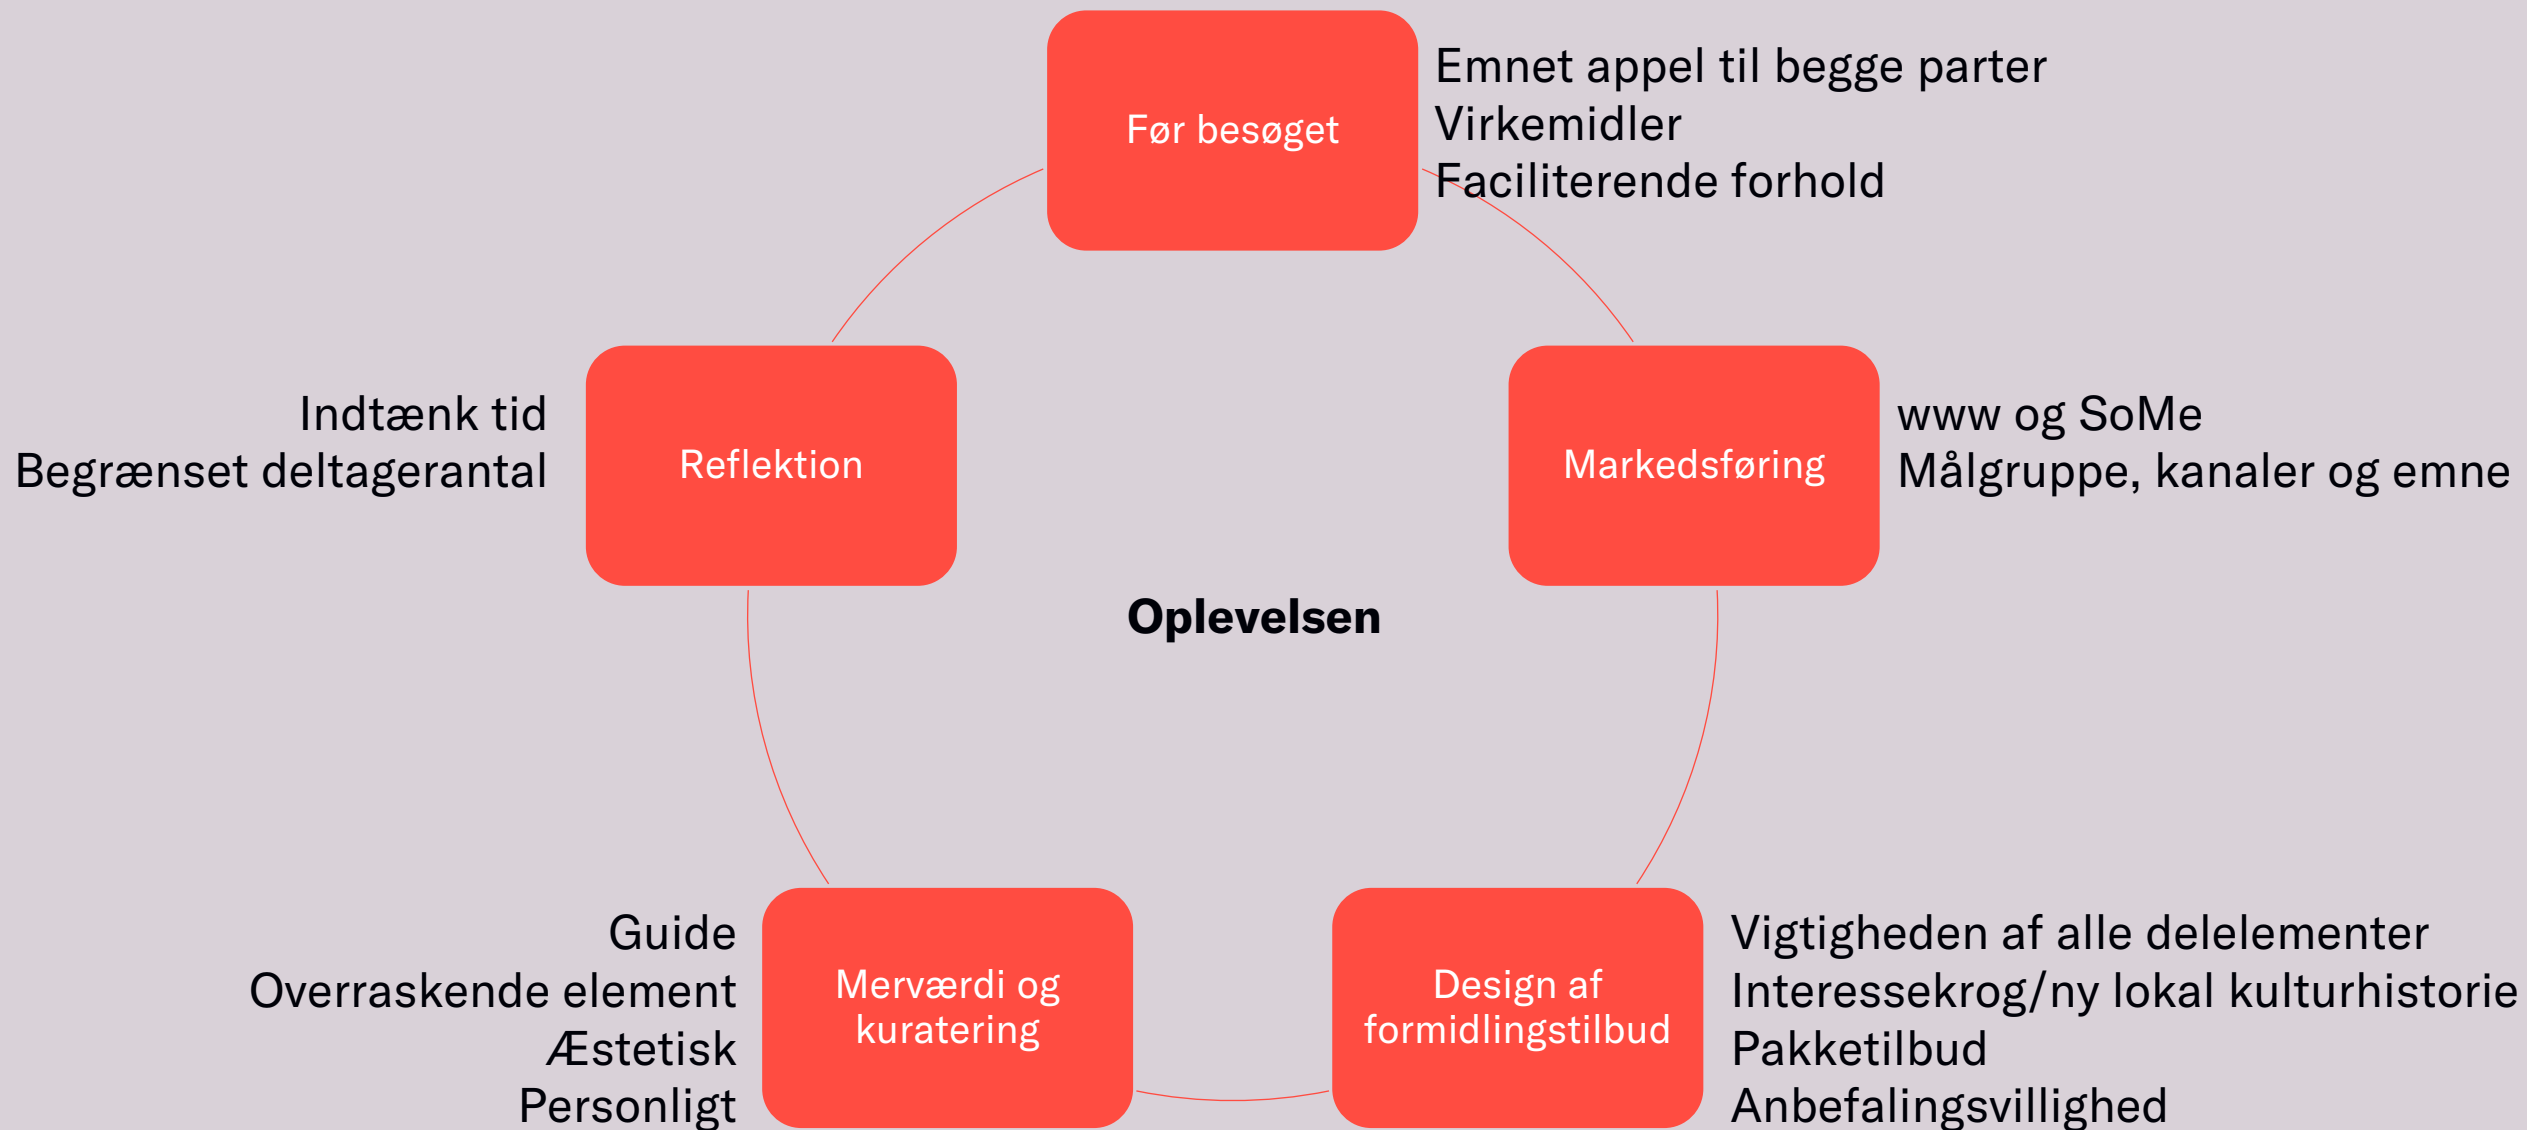 Før besøget
Emnet appel til begge parter
Virkemidler
Faciliterende forhold
Markedsføring
www og SoMe
Målgruppe, kanaler og emne
Design af
formidlingstilbud
Vigtigheden af alle delelementer
Interessekrog/ny lokal kulturhistorie
Pakketilbud
Anbefalingsvillighed
Merværdi og
kuratering
Guide
Overraskende element
Æstetisk
Personligt
Reflektion
Indtænk tid
Begrænset deltagerantal
Oplevelsen